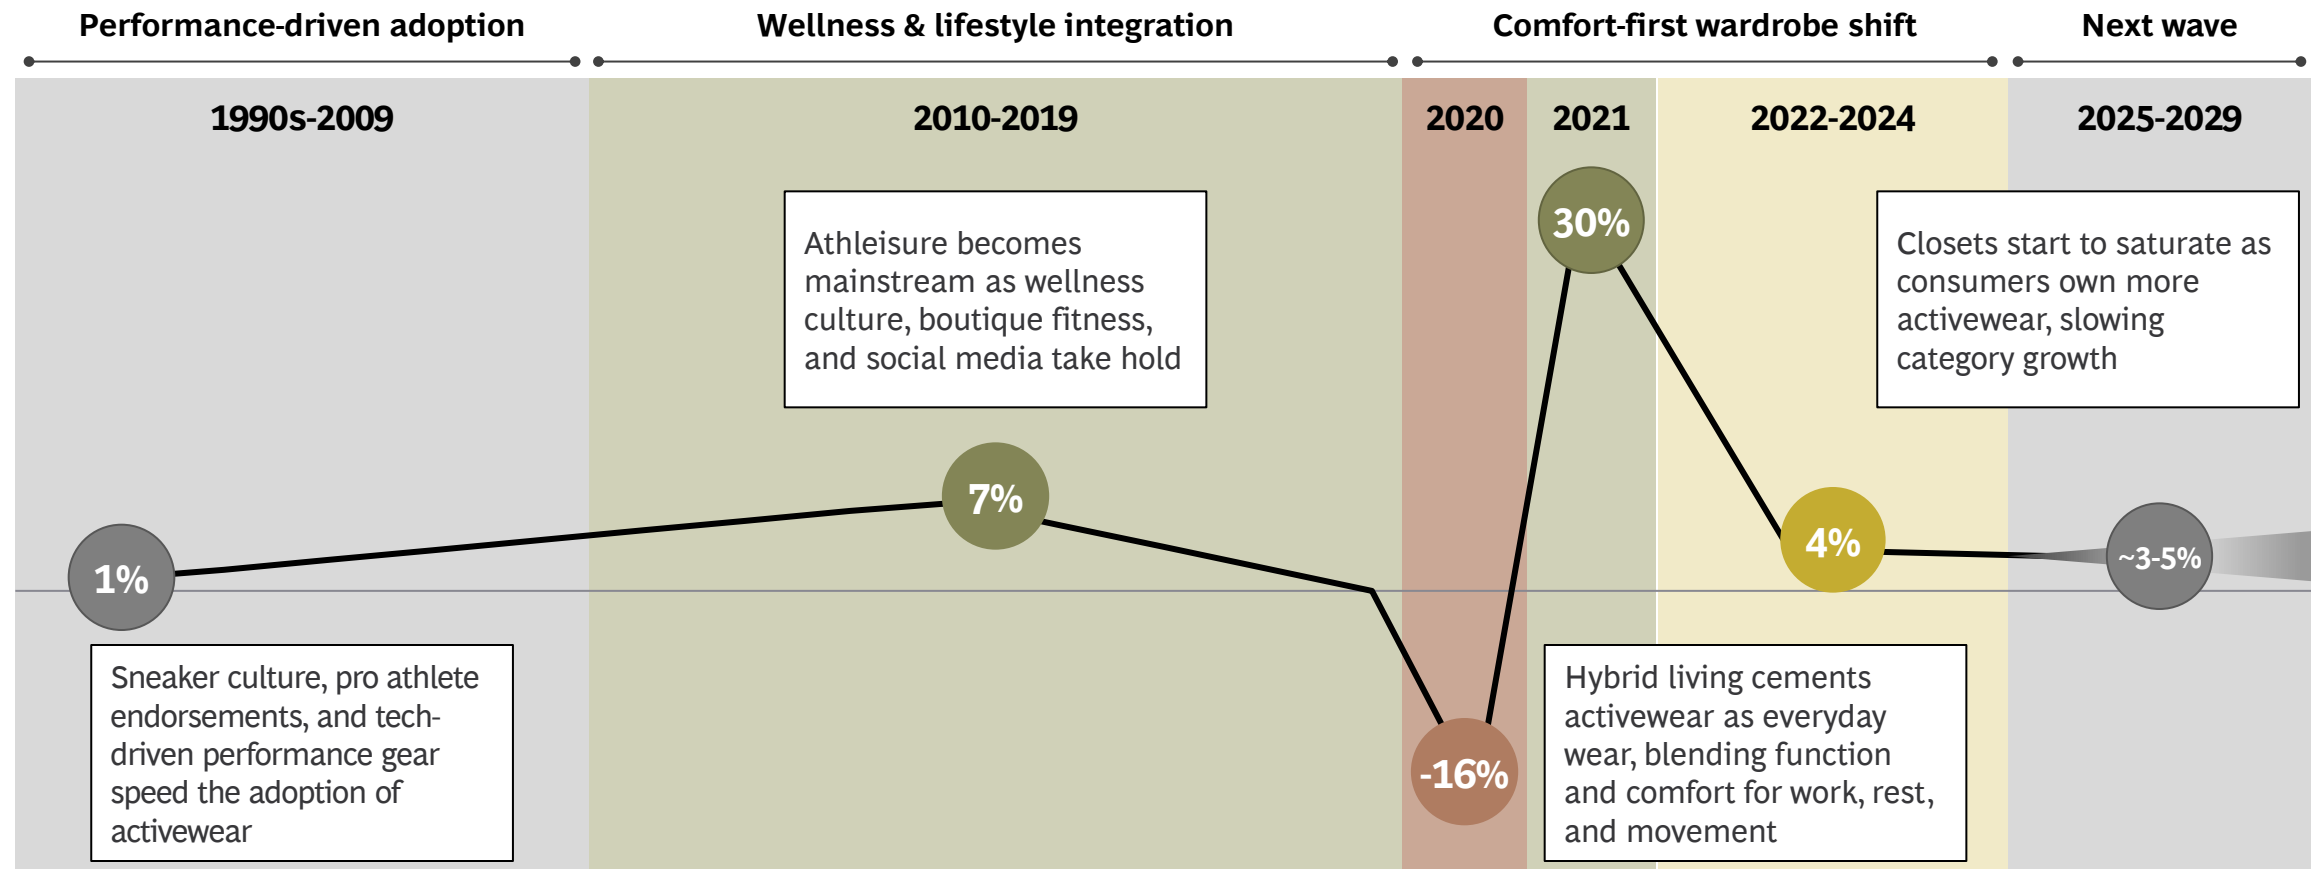 Performance-driven adoption
Wellness & lifestyle integration
Comfort-first wardrobe shift
Next wave
1990s-2009
2010-2019
2020
2021
2022-2024
2025-2029
Athleisure becomes
mainstream as wellness
culture, boutique fitness,
and social media take hold
Closets start to saturate as
consumers own more
activewear, slowing
category growth
1%
7%
-16%
30%
4%
~3-5%
Sneaker culture, pro athlete
endorsements, and tech-
driven performance gear
speed the adoption of
activewear
Hybrid living cements
activewear as everyday
wear, blending function
and comfort for work, rest,
and movement